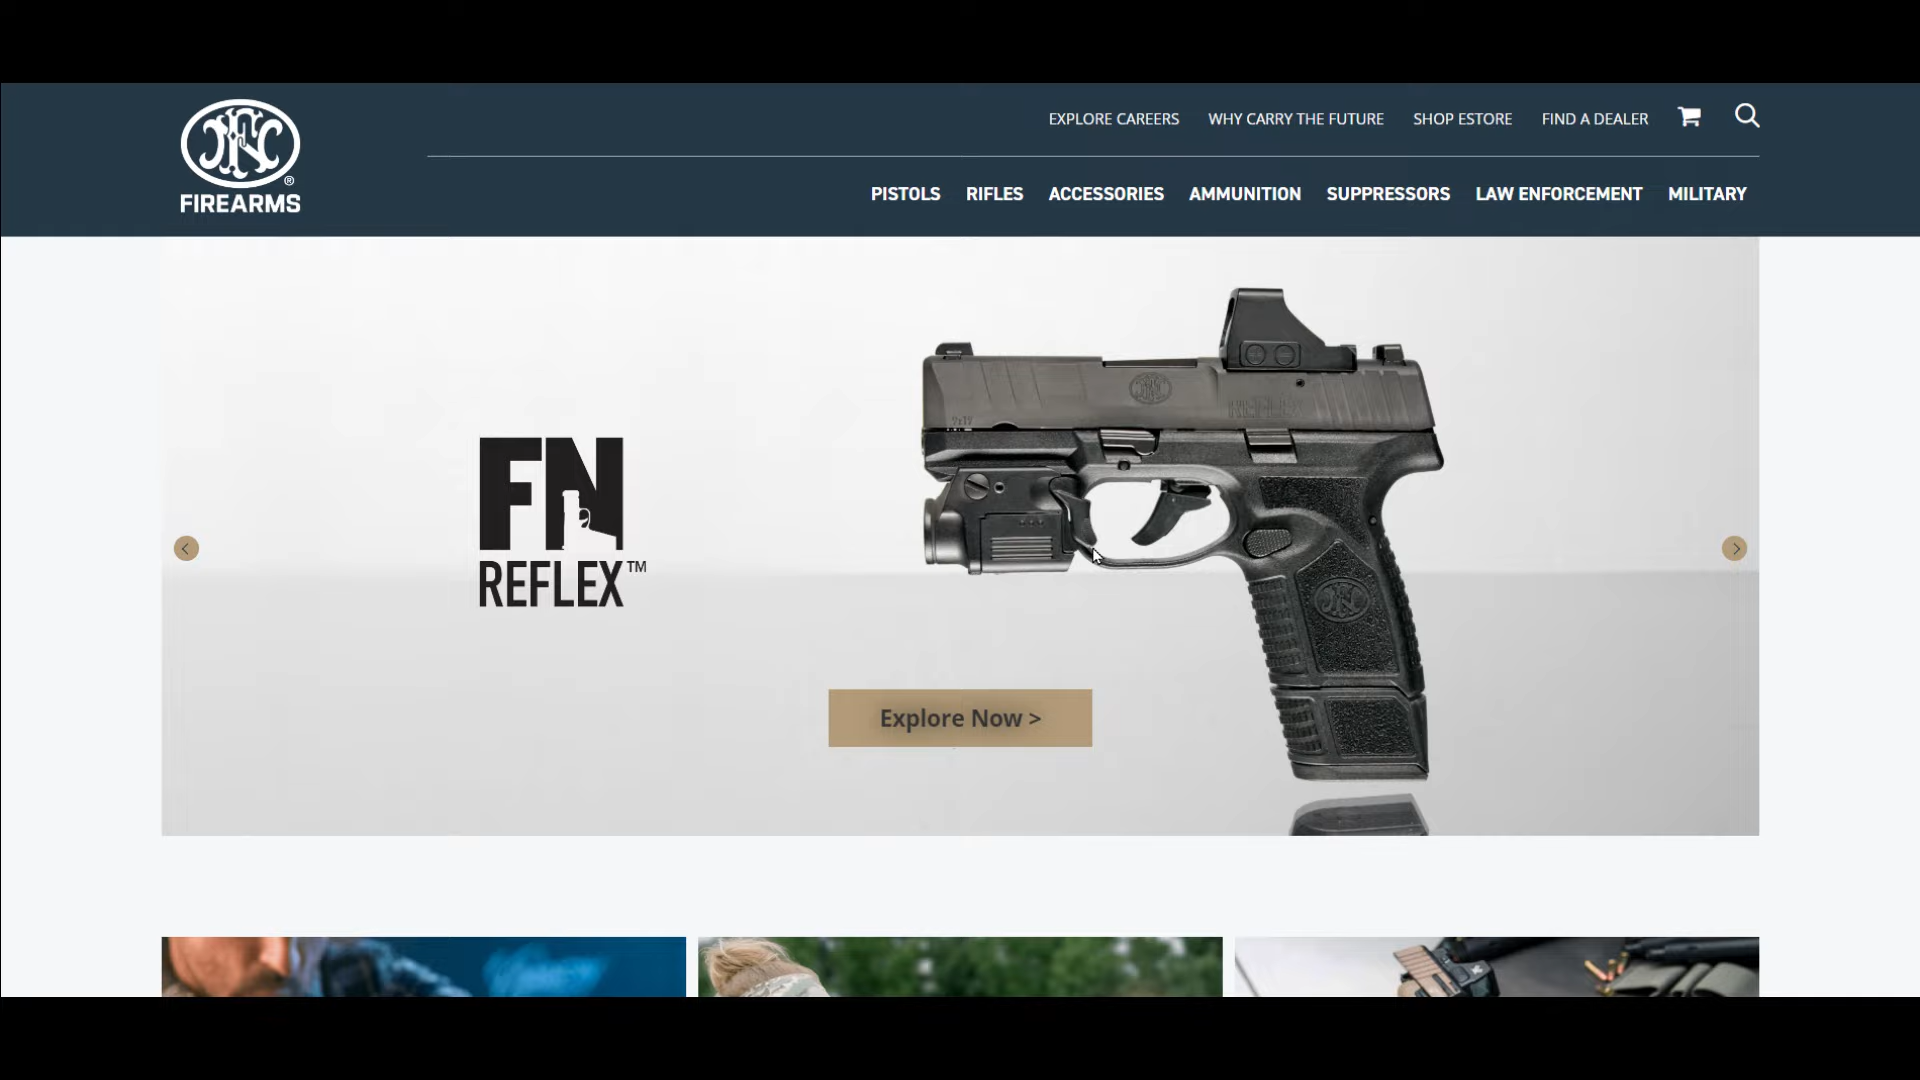 EXPLORE CAREERS WHY CARRY THE FUTURE SHOP ESTORE FIND A DEALER
FN
FIREARMS
PISTOLS RIFLES ACCESSORIES AMMUNITION SUPPRESSORS LAW ENFORCEMENT MILITARY
REFLEX
FN
REFLEX™
Explore Now >